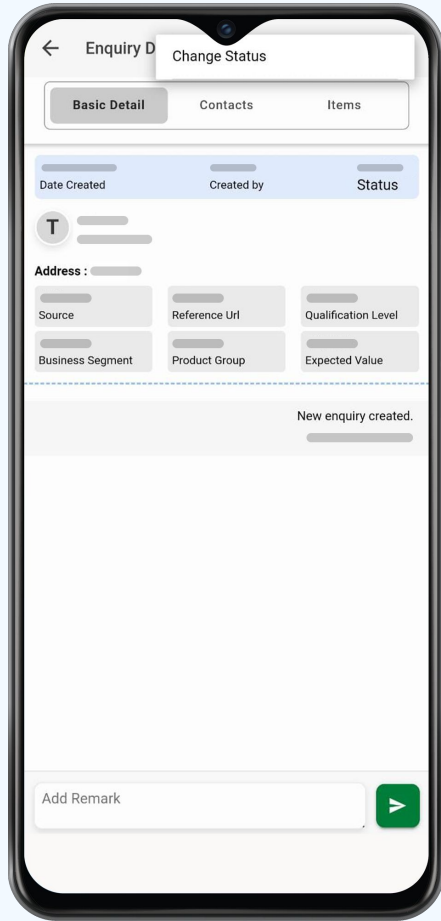 Enquiry D
Change Status
Basic Detail Contacts Items
Date Created Created by Status
T
Address :
Source Reference Url Qualification Level
Business Segment Product Group Expected Value
New enquiry created.
Add Remark